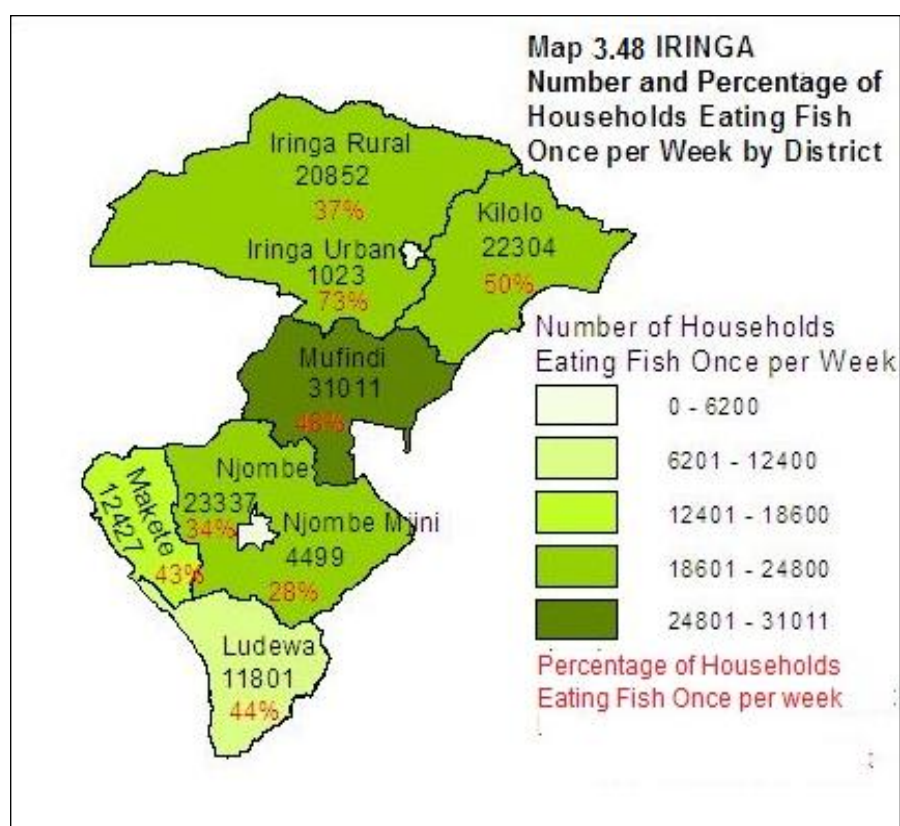 Map 3.48 IRINGA
Number and Percentage of
Households Eating Fish
Once per Week by District
Iringa Rural
20852
37%
Kilolo
22304
50%
Iringa Urban
1023
73%
Mufindi
31011
48%
Njombe
23337
34%
Njombe Mjini
4499
28%
Makete
12427
43%
Ludewa
11801
44%
Number of Households
Eating Fish Once per Week
0 - 6200
6201 - 12400
12401 - 18600
18601 - 24800
24801 - 31011
Percentage of Households
Eating Fish Once per week